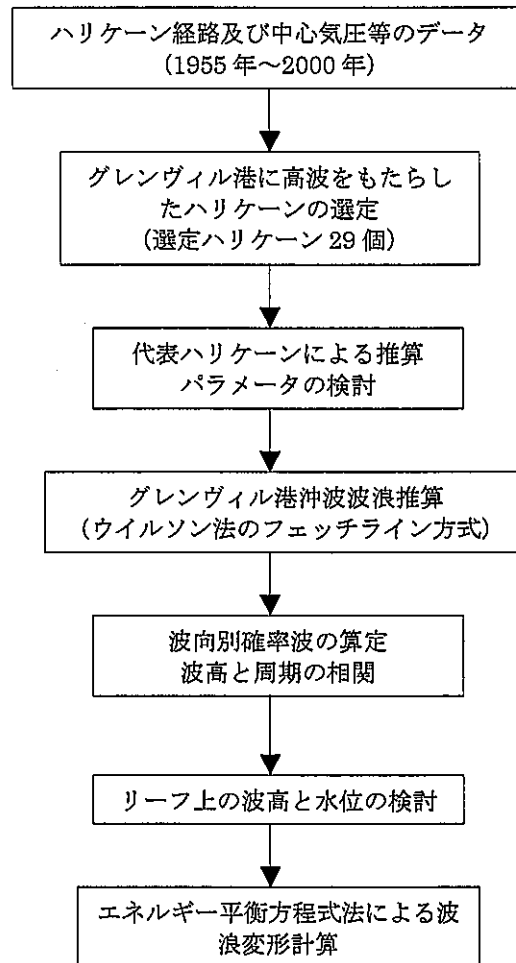 ハリケーン経路及び中心気圧等のデータ
(1955年～2000年)
グレンヴィル港に高波をもたらし
たハリケーンの選定
(選定ハリケーン 29 個)
代表ハリケーンによる推算
パラメータの検討
グレンヴィル港沖波波浪推算
(ウイルソン法のフェッチライン方式)
波向別確率波の算定
波高と周期の相関
リーフ上の波高と水位の検討
エネルギー平衡方程式法による波
浪変形計算